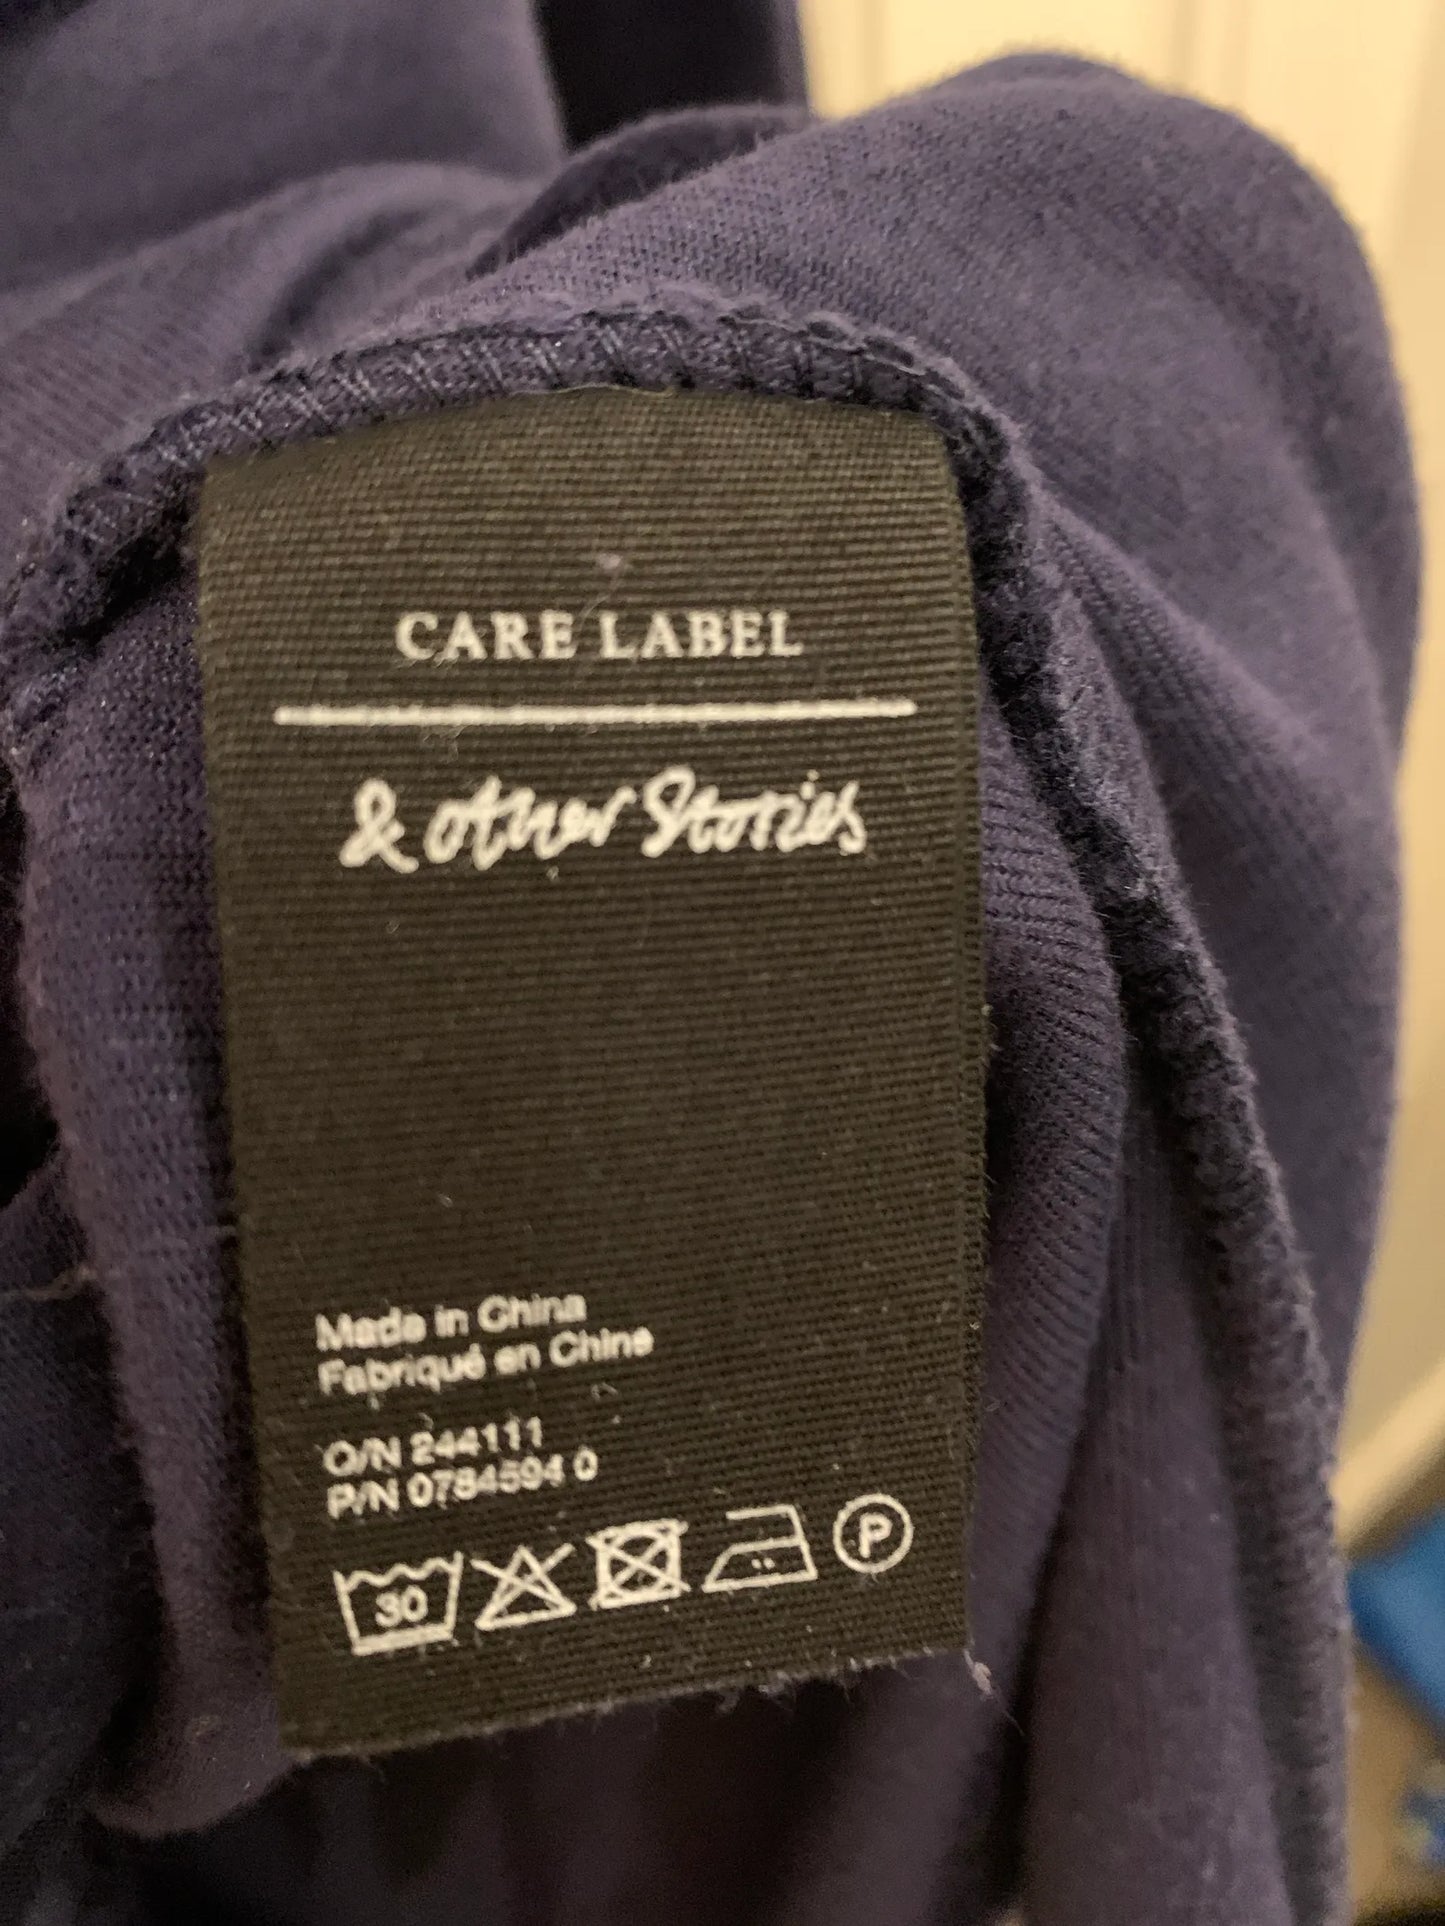 CARE LABEL
& other Stories
Made in China
Fabriqué en Chine
O/N 244111
P/N 0784594 0
30
P